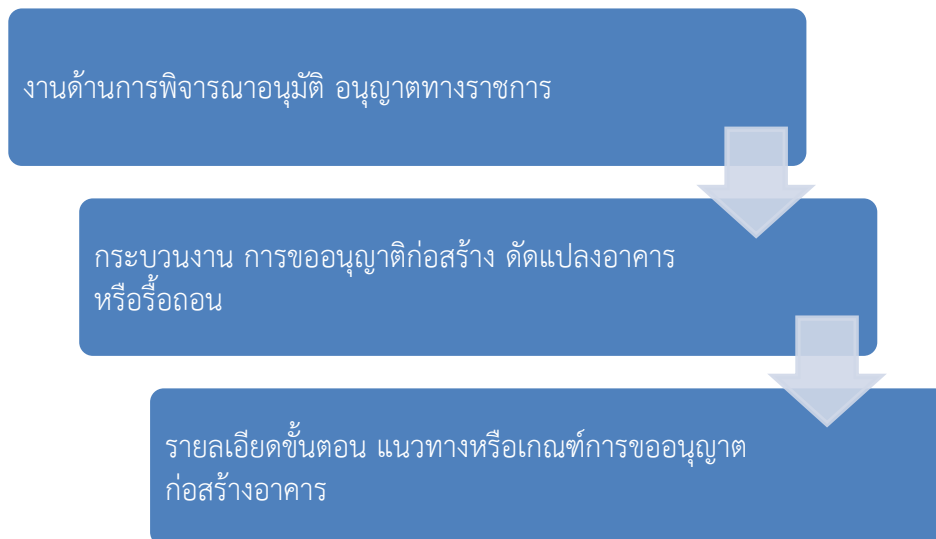 งานด้านการพิจารณาอนุมัติ อนุญาตทางราชการ
กระบวนงาน การขออนุญาติก่อสร้าง ดัดแปลงอาคาร
หรือรื้อถอน
รายลเอียดขั้นตอน แนวทางหรือเกณฑ์การขออนุญาต
ก่อสร้างอาคาร